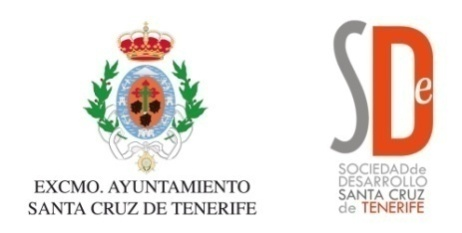 EXCMO. AYUNTAMIENTO
SANTA CRUZ DE TENERIFE
SDe
SOCIEDADde
DESARROLLO
SANTA CRUZ
de TENERIFE